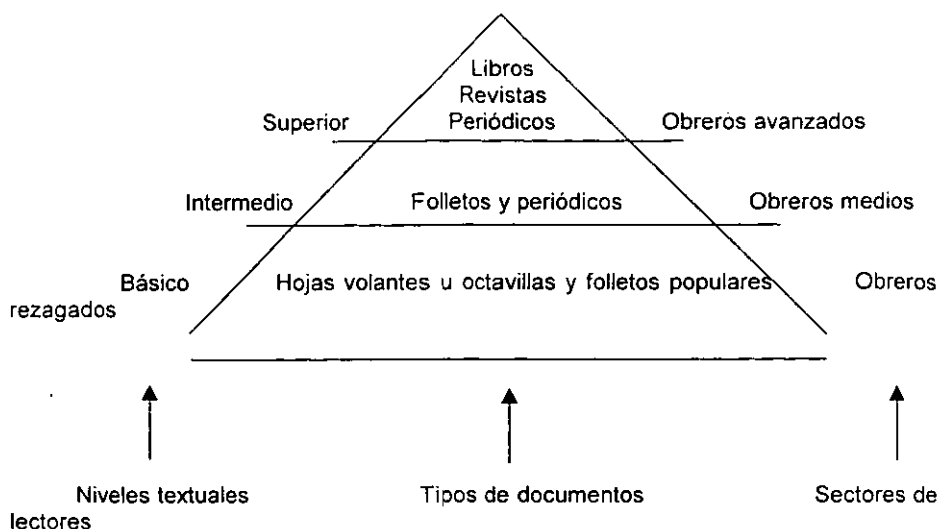 Libros
Revistas
Superior Periódicos Obreros avanzados
Intermedio Folletos y periódicos Obreros medios
Básico Hojas volantes u octavillas y folletos populares Obreros
rezagados
Niveles textuales Tipos de documentos Sectores de
lectores